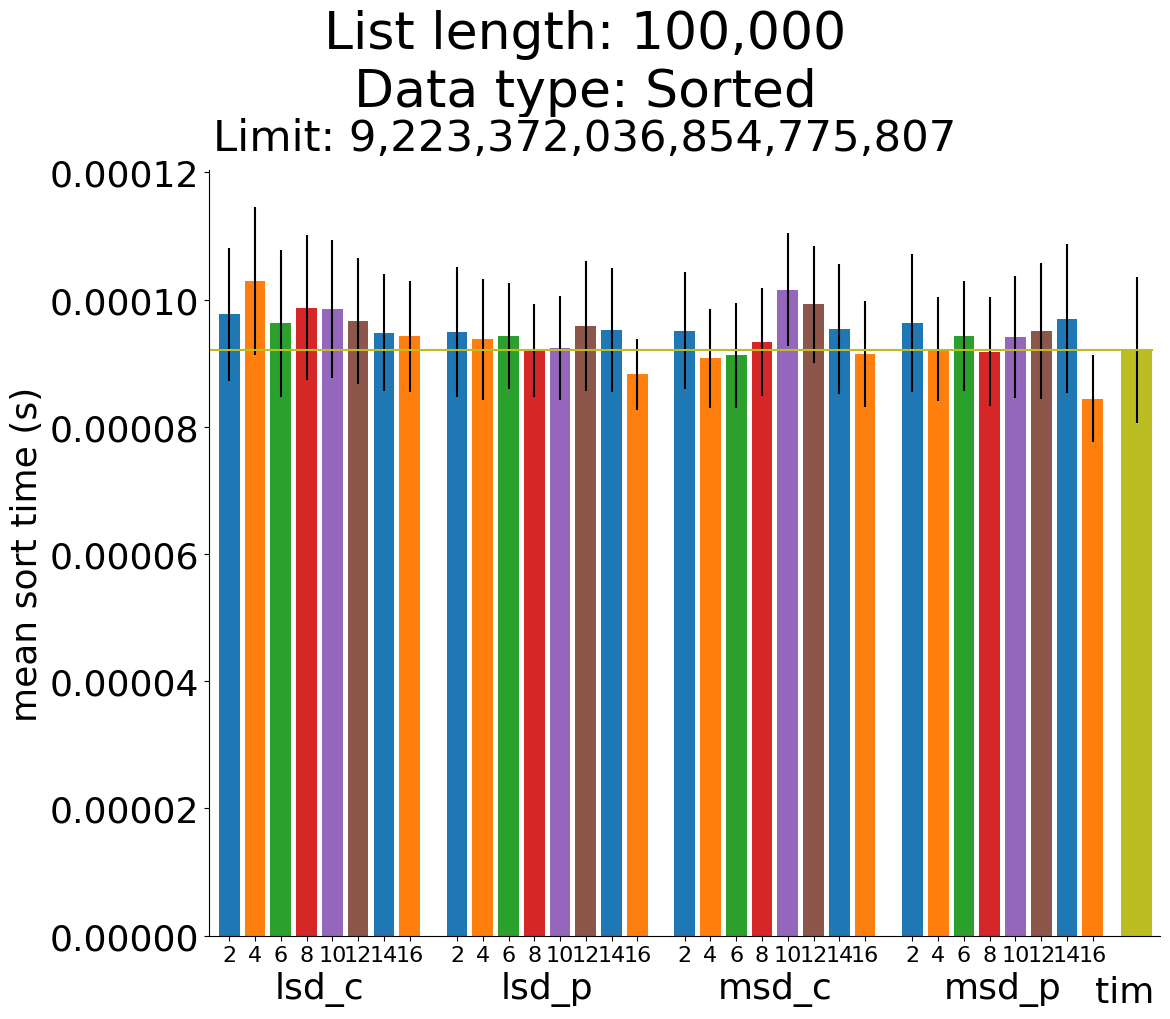 List length: 100,000
Data type: Sorted
Limit: 9,223,372,036,854,775,807
mean sort time (s)
0.00012
0.00010
0.00008
0.00006
0.00004
0.00002
0.00000
2 4 6 8 10 12 14 16 2 4 6 8 10 12 14 16 2 4 6 8 10 12 14 16 2 4 6 8 10 12 14 16
lsd_c lsd_p msd_c msd_p tim